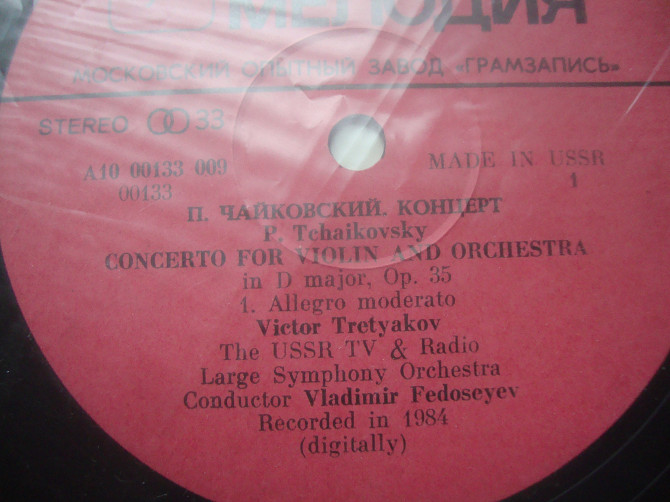 МЕЛОДИЯ
МОСКОВСКИЙ ОПЫТНЫЙ ЗАВОД «ГРАМЗАПИСЬ»
STEREO 33
A10 00133 009
00133
MADE IN USSR
1
П. ЧАЙКОВСКИЙ. КОНЦЕРТ
P. Tchaikovsky
CONCERTO FOR VIOLIN AND ORCHESTRA
in D major, Op. 35
1. Allegro moderato
Victor Tretyakov
The USSR TV & Radio
Large Symphony Orchestra
Conductor Vladimir Fedoseyev
Recorded in 1984
(digitally)